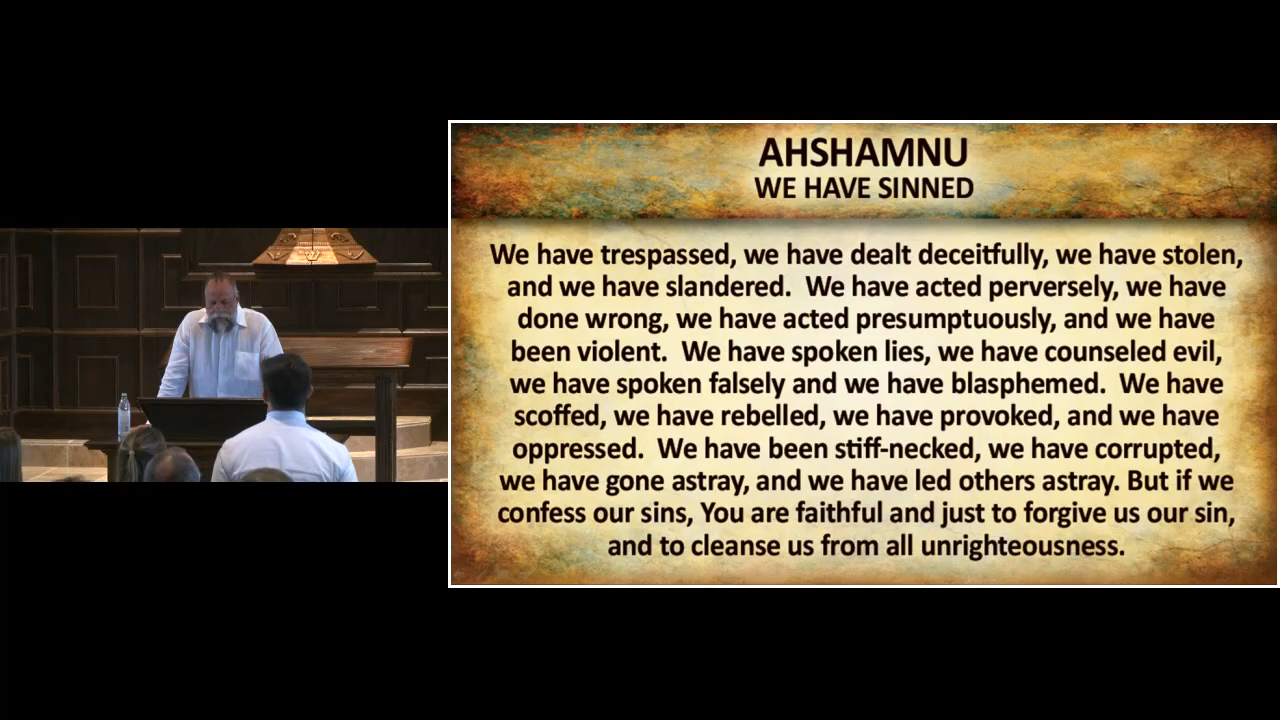 AHSHAMNU
WE HAVE SINNED
We have trespassed, we have dealt deceitfully, we have stolen,
and we have slandered.  We have acted perversely, we have
done wrong, we have acted presumptuously, and we have
been violent.  We have spoken lies, we have counseled evil,
we have spoken falsely and we have blasphemed.  We have
scoffed, we have rebelled, we have provoked, and we have
oppressed.  We have been stiff-necked, we have corrupted,
we have gone astray, and we have led others astray. But if we
confess our sins, You are faithful and just to forgive us our sin,
and to cleanse us from all unrighteousness.